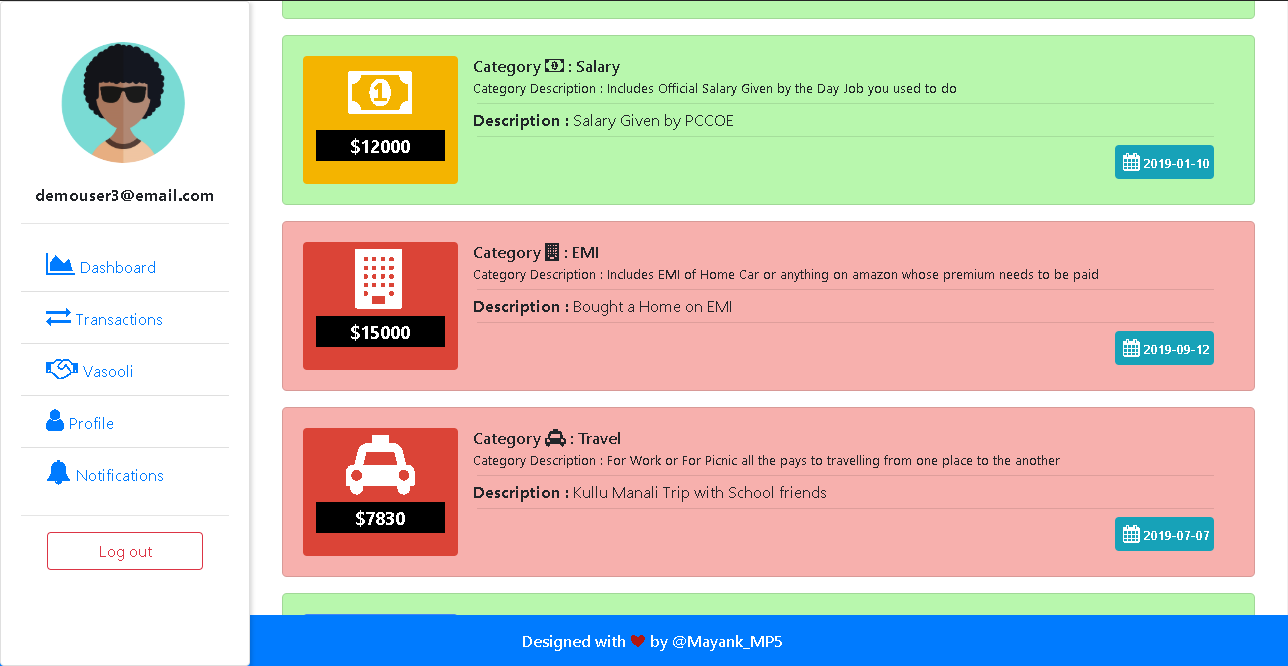 demouser3@email.com
Dashboard
Transactions
Vasooli
Profile
Notifications
Log out
1
$12000
Category 1 : Salary
Category Description : Includes Official Salary Given by the Day Job you used to do
Description : Salary Given by PCCOE
2019-01-10
$15000
Category : EMI
Category Description : Includes EMI of Home Car or anything on amazon whose premium needs to be paid
Description : Bought a Home on EMI
2019-09-12
$7830
Category : Travel
Category Description : For Work or For Picnic all the pays to travelling from one place to the another
Description : Kullu Manali Trip with School friends
2019-07-07
Designed with by @Mayank_MP5